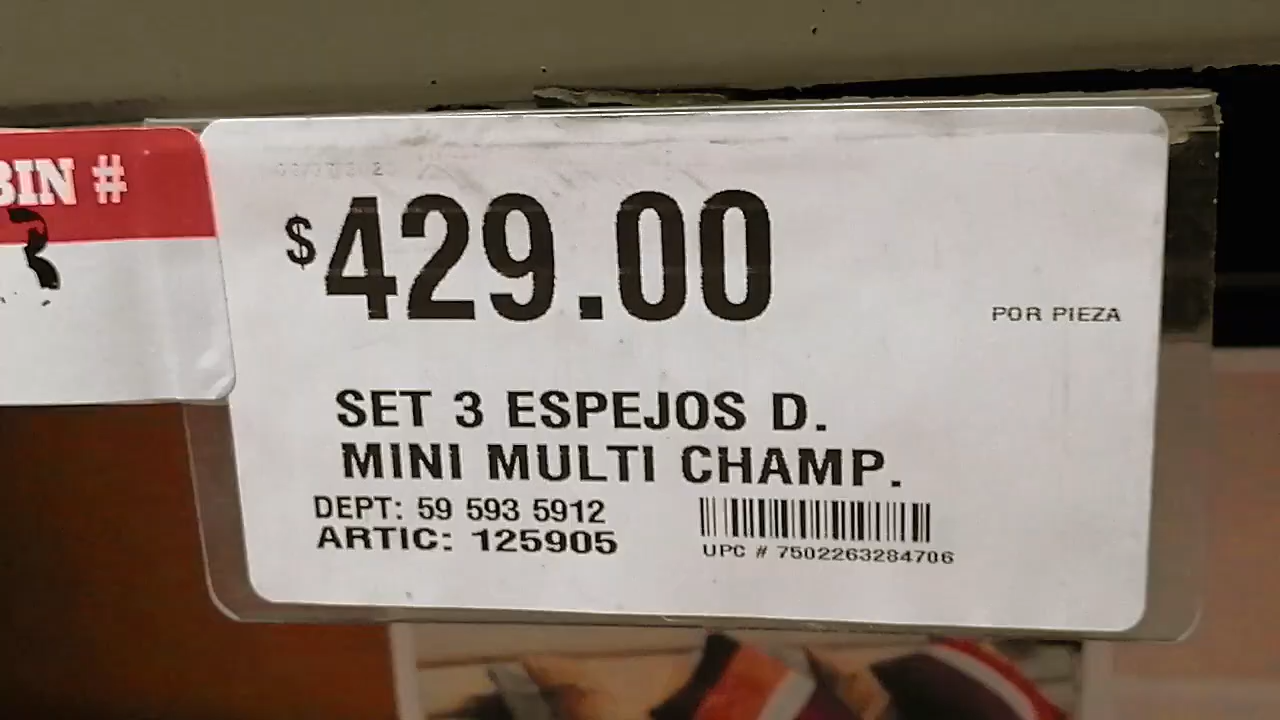 BIN #
$429.00
POR PIEZA
SET 3 ESPEJOS D.
MINI MULTI CHAMP.
DEPT: 59 593 5912
ARTIC: 125905
UPC # 7502263284706